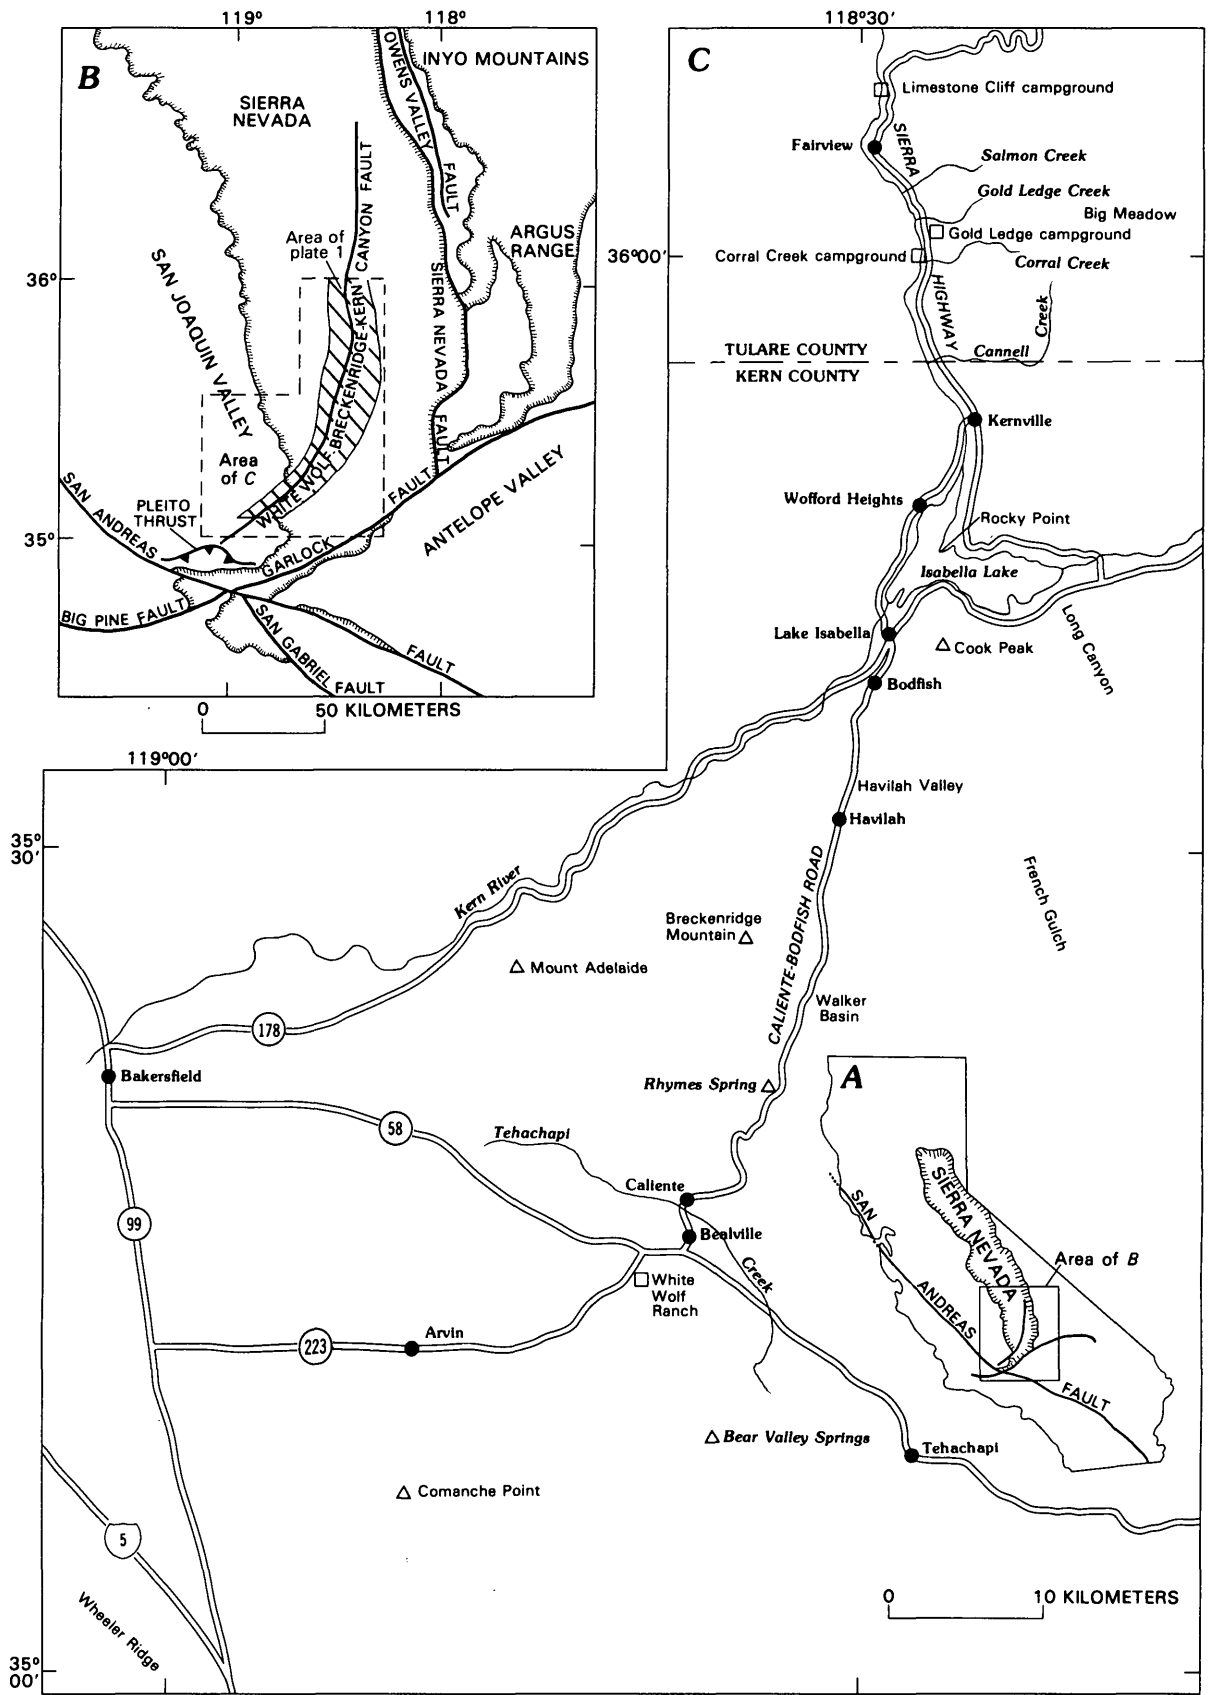 119° 118°
B
OWENS VALLEY FAULT
INYO MOUNTAINS
SIERRA
NEVADA
CANYON FAULT
Area of
plate 1
ARGUS
RANGE
36°
SAN JOAQUIN VALLEY
SIERRA NEVADA FAULT
WHITE WOLF-BRECKENRIDGE-KERN
Area
of C
SAN ANDREAS
PLEITO
THRUST
GARLOCK FAULT
ANTELOPE VALLEY
35°
BIG PINE FAULT
SAN GABRIEL
FAULT
FAULT
0 50 KILOMETERS
118°30'
C
Limestone Cliff campground
Fairview
SIERRA
Salmon Creek
Gold Ledge Creek
Big Meadow
Gold Ledge campground
36°00'
Corral Creek campground
Corral Creek
HIGHWAY
Cannell Creek
TULARE COUNTY
KERN COUNTY
Kernville
Wofford Heights
Rocky Point
Isabella Lake
Lake Isabella
Cook Peak
Long Canyon
Bodfish
119°00'
Havilah Valley
Havilah
35°
30'
CALIENTE-BODFISH ROAD
Kern River
French Gulch
Breckenridge
Mountain
Mount Adelaide
Walker
Basin
178
Bakersfield
Rhymes Spring
58
Tehachapi
Caliente
99
Bealville
Creek
White
Wolf
Ranch
Arvin
223
Bear Valley Springs
Tehachapi
Comanche Point
5
Wheeler Ridge
35°
00'
0 10 KILOMETERS
A
SIERRA NEVADA
SAN ANDREAS
FAULT
Area of B